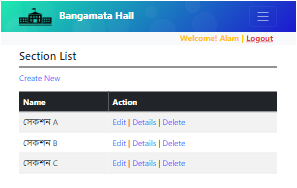 Bangamata Hall
Welcome! Alam | Logout
Section List
Create New
Name Action
সেকশন A Edit | Details | Delete
সেকশন B Edit | Details | Delete
সেকশন C Edit | Details | Delete